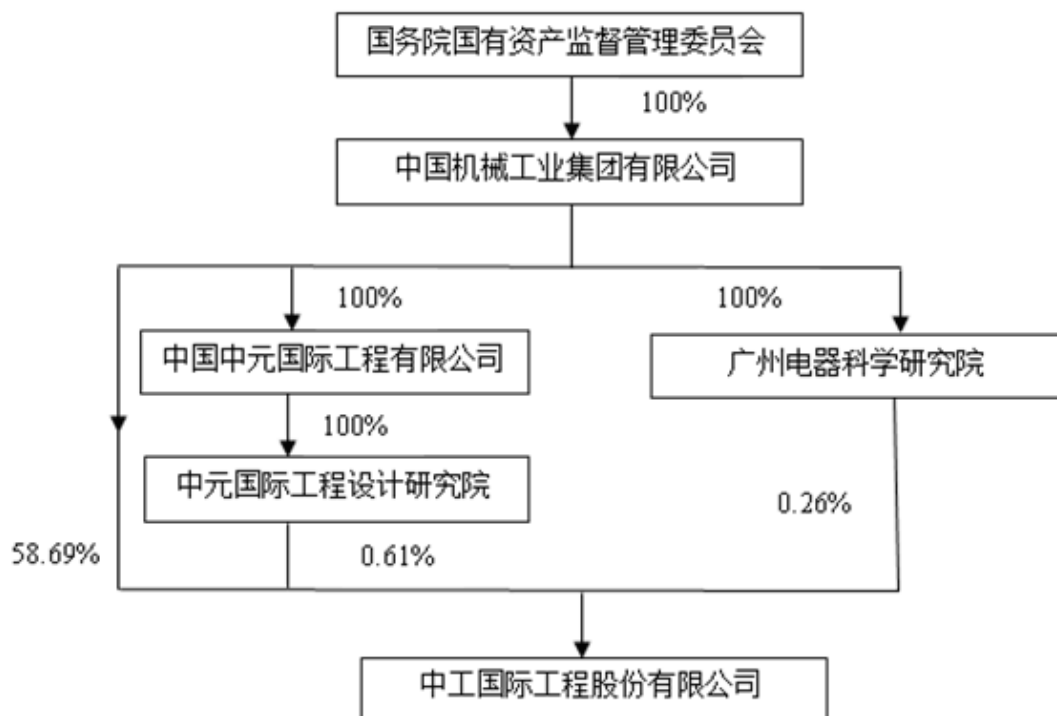 国务院国有资产监督管理委员会
100%
中国机械工业集团有限公司
100%
100%
中国中元国际工程有限公司
广州电器科学研究院
100%
中元国际工程设计研究院
0.26%
58.69%
0.61%
中工国际工程股份有限公司